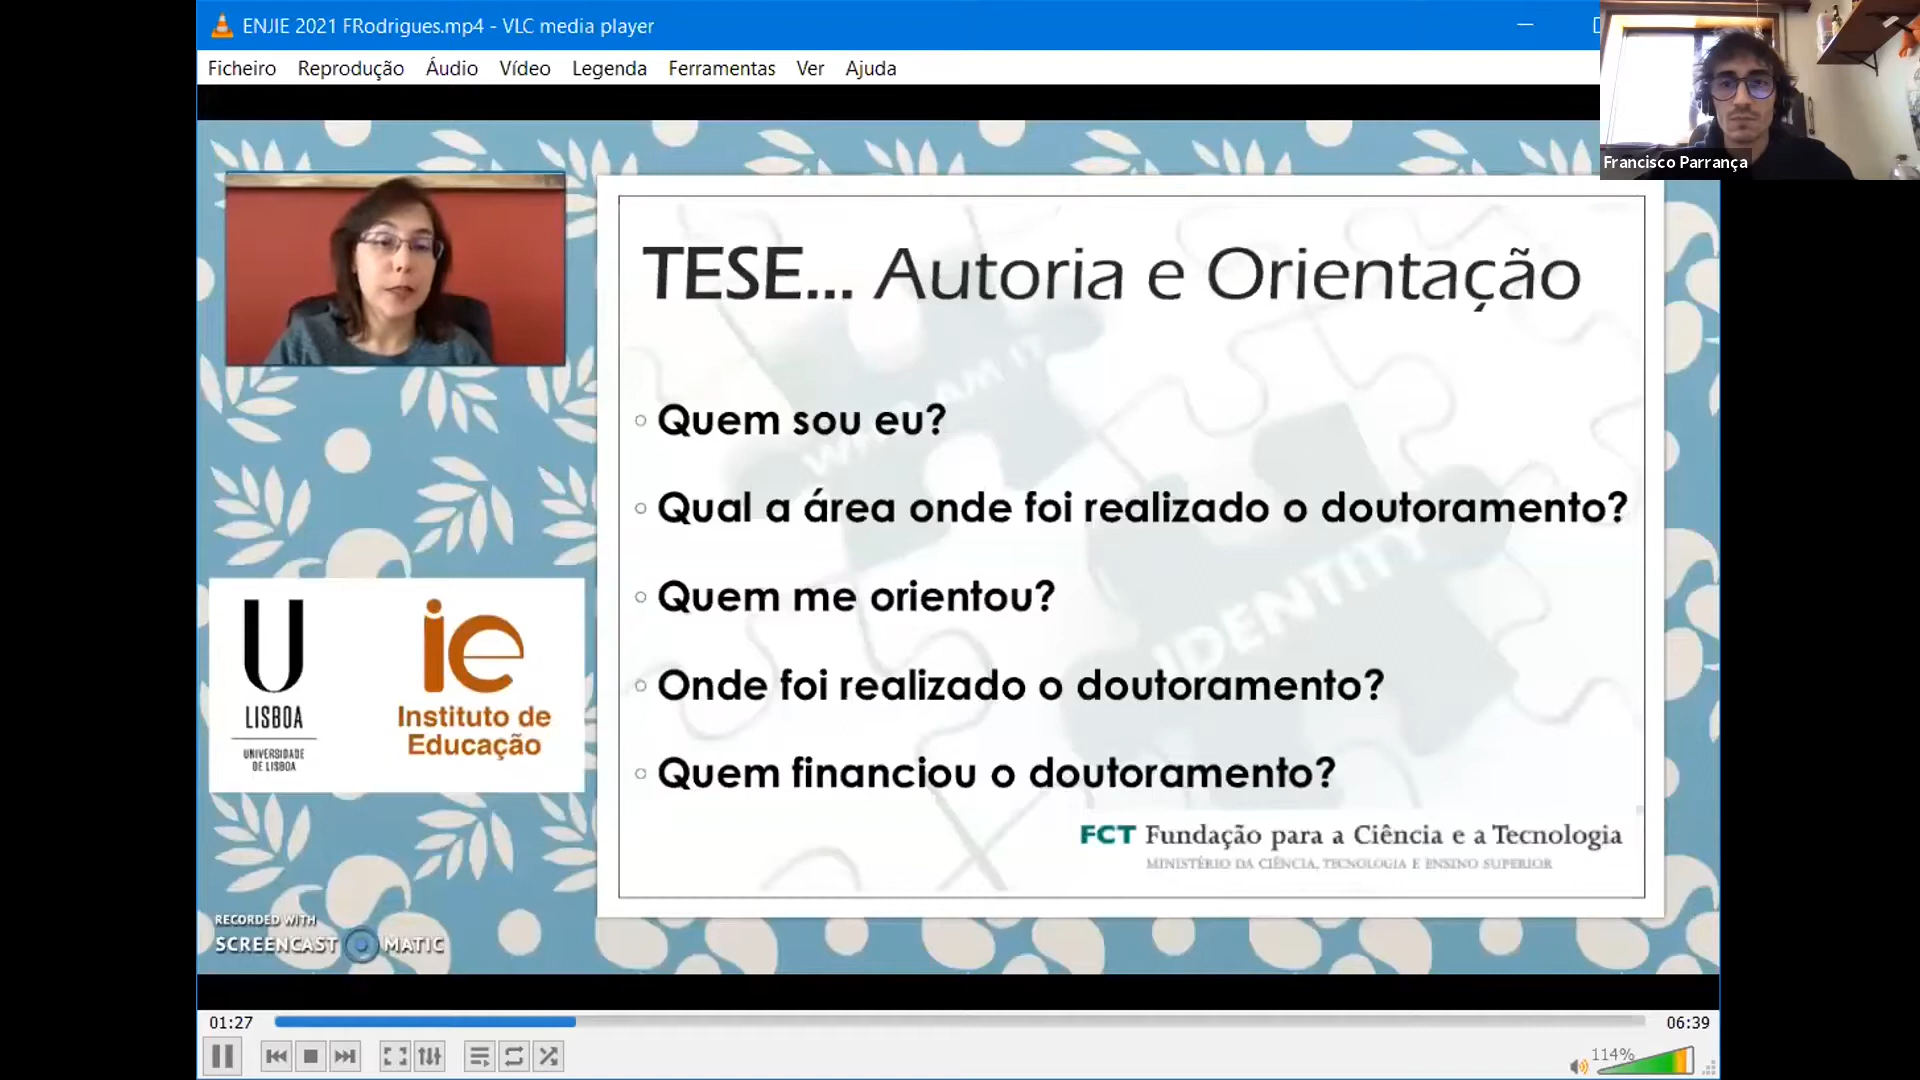 ENJIE 2021 FRodrigues.mp4 - VLC media player
Ficheiro Reprodução Áudio Vídeo Legenda Ferramentas Ver Ajuda
Francisco Parrança
TESE... Autoria e Orientação
WHO AM I?
Quem sou eu?
Qual a área onde foi realizado o doutoramento?
Quem me orientou?
IDENTITY
Onde foi realizado o doutoramento?
Quem financiou o doutoramento?
FCT Fundação para a Ciência e a Tecnologia
MINISTÉRIO DA CIÊNCIA, TECNOLOGIA E ENSINO SUPERIOR
U
LISBOA
UNIVERSIDADE
DE LISBOA
ie
Instituto de
Educação
RECORDED WITH
SCREENCAST MATIC
01:27
06:39
114%